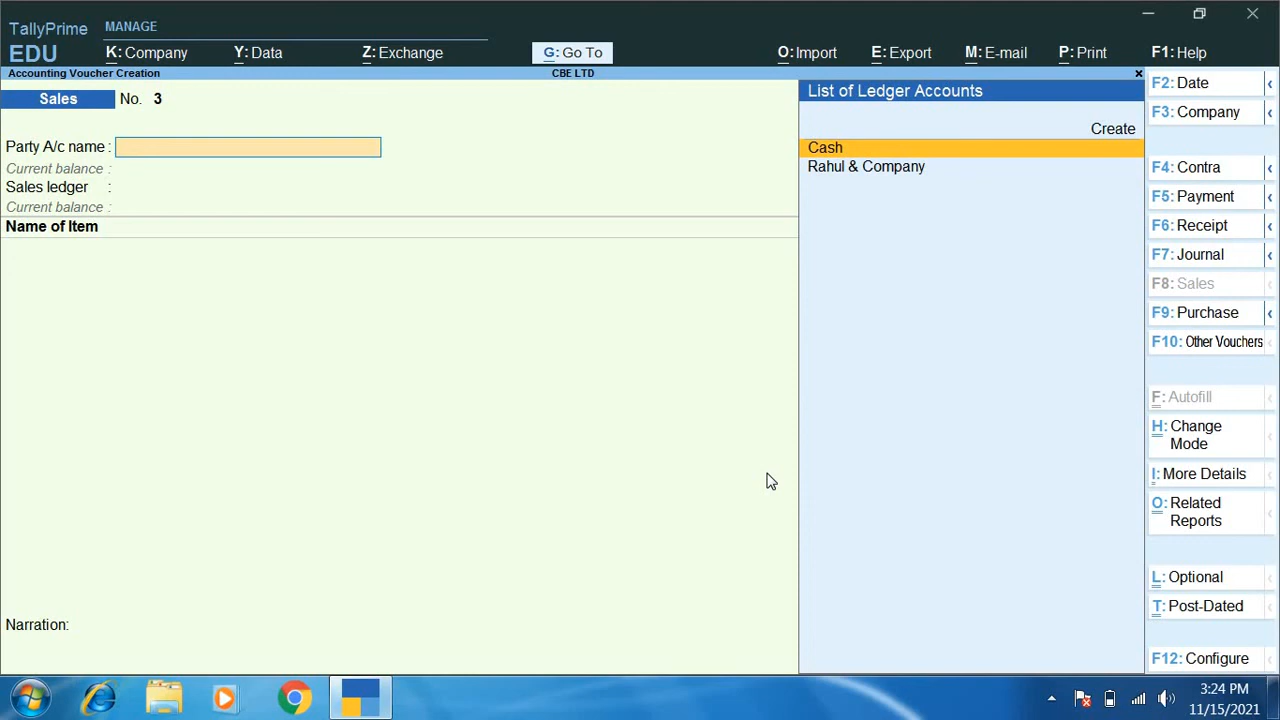 TallyPrime
MANAGE
EDU
K: Company
Y: Data
Z: Exchange
G: Go To
O: Import
E: Export
M: E-mail
P: Print
F1: Help
Accounting Voucher Creation
CBE LTD
×
Sales
No. 3
Party A/c name :
Current balance :
Sales ledger :
Current balance :
Name of Item
Narration:
List of Ledger Accounts
Create
Cash
Rahul & Company
F2: Date
F3: Company
F4: Contra
F5: Payment
F6: Receipt
F7: Journal
F8: Sales
F9: Purchase
F10: Other Vouchers
F: Autofill
H: Change
Mode
I: More Details
O: Related
Reports
L: Optional
T: Post-Dated
F12: Configure
3:24 PM
11/15/2021